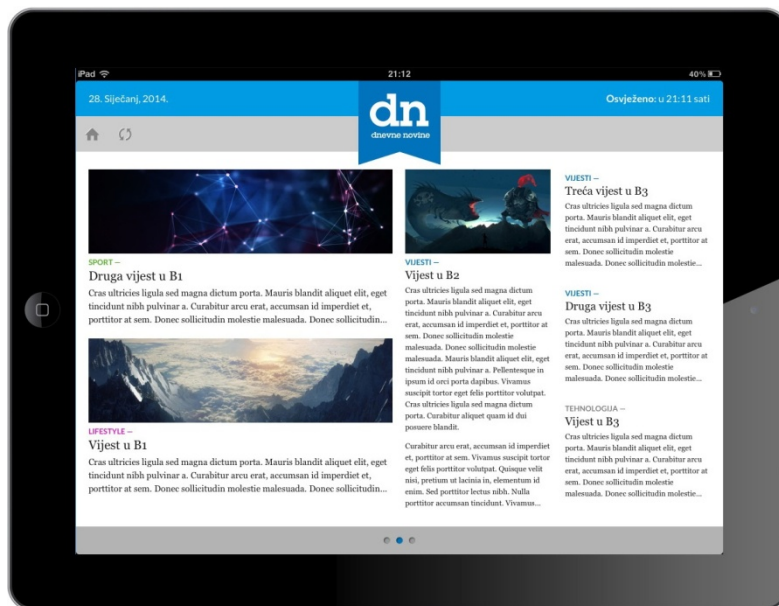 iPad
21:12
40%
28. Siječanj, 2014.
dn
dnevne novine
Osvježeno: u 21:11 sati
SPORT —
Druga vijest u B1
Cras ultricies ligula sed magna dictum porta. Mauris blandit aliquet elit, eget
tincidunt nibh pulvinar a. Curabitur arcu erat, accumsan id imperdiet et,
porttitor at sem. Donec sollicitudin molestie malesuada. Donec sollicitudin...
LIFESTYLE —
Vijest u B1
Cras ultricies ligula sed magna dictum porta. Mauris blandit aliquet elit, eget
tincidunt nibh pulvinar a. Curabitur arcu erat, accumsan id imperdiet et,
porttitor at sem. Donec sollicitudin molestie malesuada. Donec sollicitudin...
VIJESTI —
Vijest u B2
Cras ultricies ligula sed magna dictum
porta. Mauris blandit aliquet elit, eget
tincidunt nibh pulvinar a. Curabitur arcu
erat, accumsan id imperdiet et, porttitor at
sem. Donec sollicitudin molestie
malesuada. Donec sollicitudin molestie
malesuada. Mauris blandit aliquet elit, eget
tincidunt nibh pulvinar a. Pellentesque in
ipsum id orci porta dapibus. Vivamus
suscipit tortor eget felis porttitor volutpat.
Cras ultricies ligula sed magna dictum
porta. Curabitur aliquet quam id dui
posuere blandit.
Curabitur arcu erat, accumsan id imperdiet
et, porttitor at sem. Vivamus suscipit tortor
eget felis porttitor volutpat. Quisque velit
nisi, pretium ut lacinia in, elementum id
enim. Sed porttitor lectus nibh. Nulla
porttitor accumsan tincidunt. Vivamus...
VIJESTI —
Treća vijest u B3
Cras ultricies ligula sed magna dictum
porta. Mauris blandit aliquet elit, eget
tincidunt nibh pulvinar a. Curabitur arcu
erat, accumsan id imperdiet et, porttitor at
sem. Donec sollicitudin molestie
malesuada. Donec sollicitudin molestie...
VIJESTI —
Druga vijest u B3
Cras ultricies ligula sed magna dictum
porta. Mauris blandit aliquet elit, eget
tincidunt nibh pulvinar a. Curabitur arcu
erat, accumsan id imperdiet et, porttitor at
sem. Donec sollicitudin molestie
malesuada. Donec sollicitudin molestie...
TEHNOLOGIJA —
Vijest u B3
Cras ultricies ligula sed magna dictum
porta. Mauris blandit aliquet elit, eget
tincidunt nibh pulvinar a. Curabitur arcu
erat, accumsan id imperdiet et, porttitor at
sem. Donec sollicitudin molestie
malesuada. Donec sollicitudin molestie...